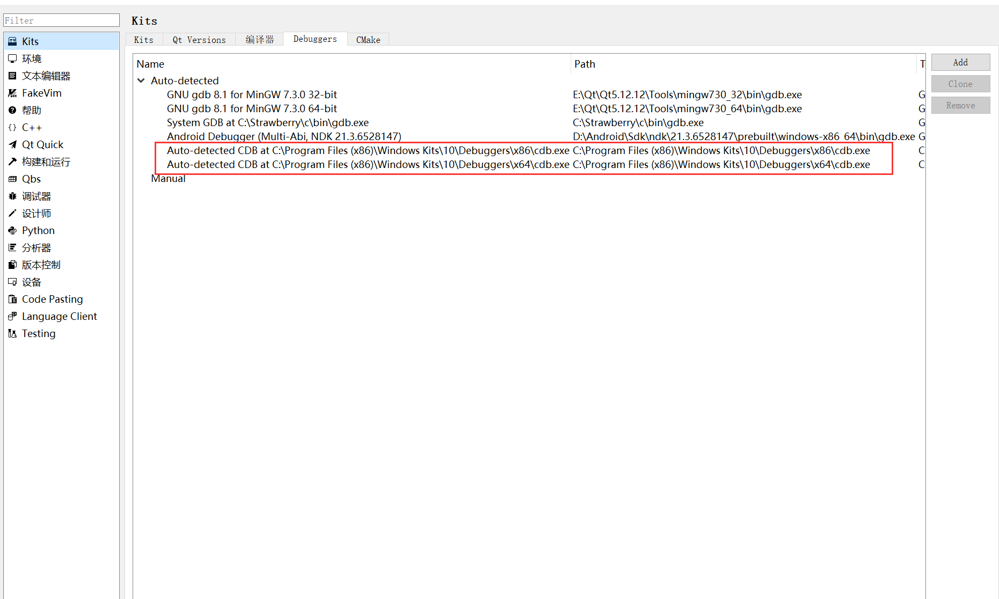 Filter
Kits
环境
文本编辑器
FakeVim
帮助
C++
Qt Quick
构建和运行
Qbs
调试器
设计师
Python
分析器
版本控制
设备
Code Pasting
Language Client
Testing
Kits
Kits Qt Versions 编译器 Debuggers CMake
Name Path T
Auto-detected
GNU gdb 8.1 for MinGW 7.3.0 32-bit E:\Qt\Qt5.12.12\Tools\mingw730_32\bin\gdb.exe G
GNU gdb 8.1 for MinGW 7.3.0 64-bit E:\Qt\Qt5.12.12\Tools\mingw730_64\bin\gdb.exe G
System GDB at C:\Strawberry\c\bin\gdb.exe C:\Strawberry\c\bin\gdb.exe G
Android Debugger (Multi-Abi, NDK 21.3.6528147) D:\Android\Sdk\ndk\21.3.6528147\prebuilt\windows-x86_64\bin\gdb.exe G
Auto-detected CDB at C:\Program Files (x86)\Windows Kits\10\Debuggers\x86\cdb.exe C:\Program Files (x86)\Windows Kits\10\Debuggers\x86\cdb.exe C
Auto-detected CDB at C:\Program Files (x86)\Windows Kits\10\Debuggers\x64\cdb.exe C:\Program Files (x86)\Windows Kits\10\Debuggers\x64\cdb.exe C
Manual
Add
Clone
Remove